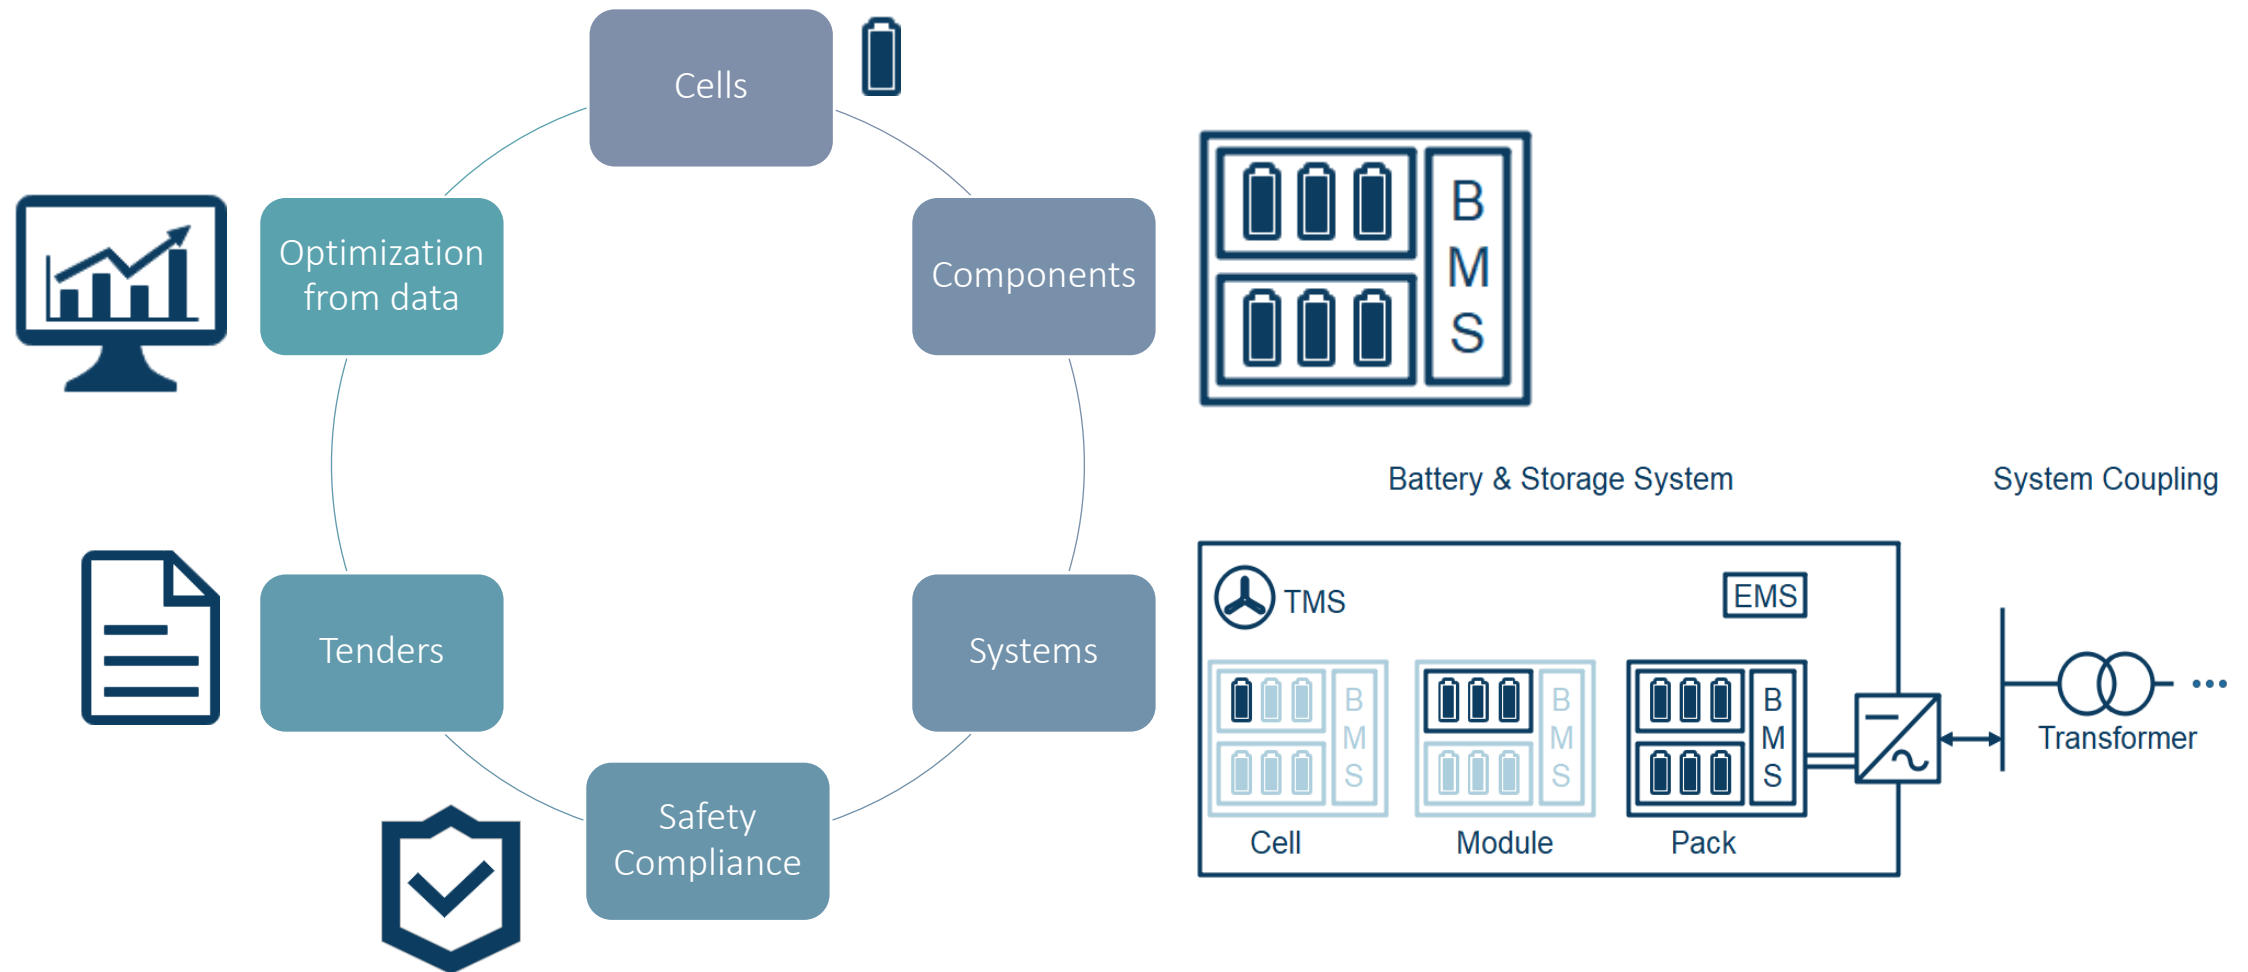 Cells
Components
Systems
Safety
Compliance
Tenders
Optimization
from data
B
M
S
Battery & Storage System
System Coupling
TMS
EMS
B
M
S
B
M
S
B
M
S
Cell
Module
Pack
Transformer
...